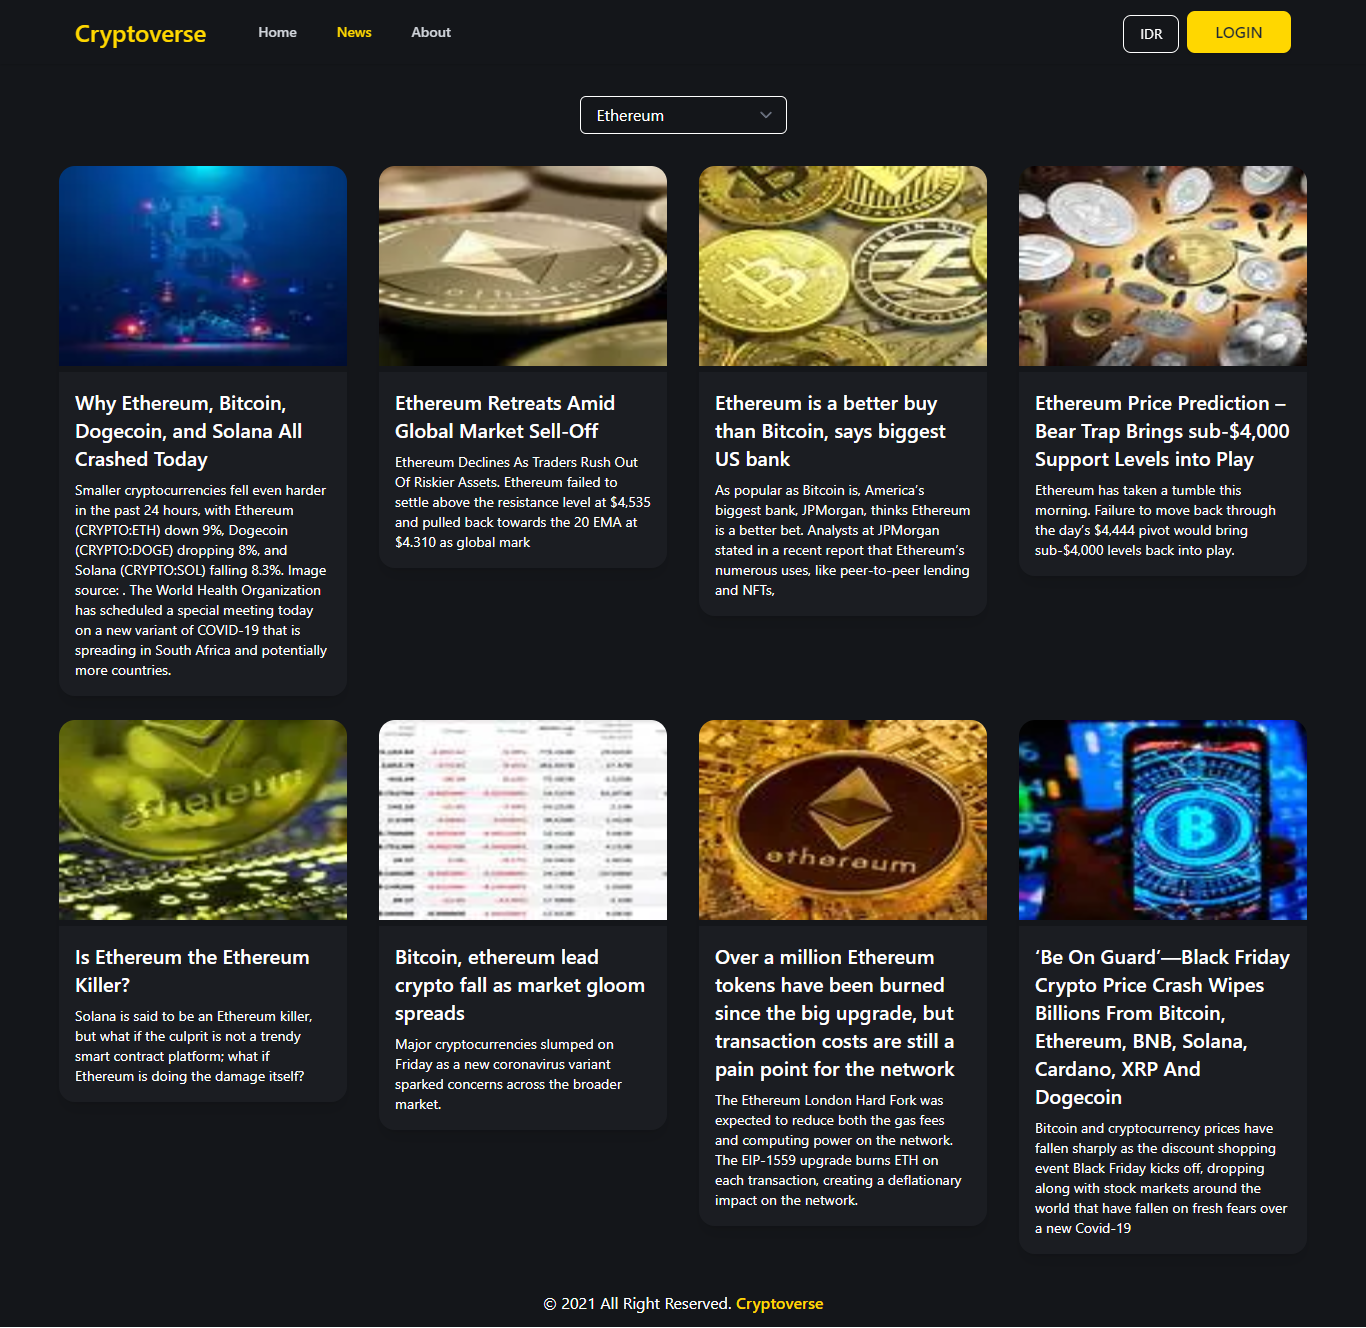 Cryptoverse
Home
News
About
IDR
LOGIN
Ethereum
Why Ethereum, Bitcoin,
Dogecoin, and Solana All
Crashed Today
Smaller cryptocurrencies fell even harder
in the past 24 hours, with Ethereum
(CRYPTO:ETH) down 9%, Dogecoin
(CRYPTO:DOGE) dropping 8%, and
Solana (CRYPTO:SOL) falling 8.3%. Image
source: . The World Health Organization
has scheduled a special meeting today
on a new variant of COVID-19 that is
spreading in South Africa and potentially
more countries.
Ethereum Retreats Amid
Global Market Sell-Off
Ethereum Declines As Traders Rush Out
Of Riskier Assets. Ethereum failed to
settle above the resistance level at $4,535
and pulled back towards the 20 EMA at
$4.310 as global mark
Ethereum is a better buy
than Bitcoin, says biggest
US bank
As popular as Bitcoin is, America’s
biggest bank, JPMorgan, thinks Ethereum
is a better bet. Analysts at JPMorgan
stated in a recent report that Ethereum’s
numerous uses, like peer-to-peer lending
and NFTs,
Ethereum Price Prediction –
Bear Trap Brings sub-$4,000
Support Levels into Play
Ethereum has taken a tumble this
morning. Failure to move back through
the day’s $4,444 pivot would bring
sub-$4,000 levels back into play.
ethereum
Is Ethereum the Ethereum
Killer?
Solana is said to be an Ethereum killer,
but what if the culprit is not a trendy
smart contract platform; what if
Ethereum is doing the damage itself?
Bitcoin, ethereum lead
crypto fall as market gloom
spreads
Major cryptocurrencies slumped on
Friday as a new coronavirus variant
sparked concerns across the broader
market.
ethereum
Over a million Ethereum
tokens have been burned
since the big upgrade, but
transaction costs are still a
pain point for the network
The Ethereum London Hard Fork was
expected to reduce both the gas fees
and computing power on the network.
The EIP-1559 upgrade burns ETH on
each transaction, creating a deflationary
impact on the network.
‘Be On Guard’—Black Friday
Crypto Price Crash Wipes
Billions From Bitcoin,
Ethereum, BNB, Solana,
Cardano, XRP And
Dogecoin
Bitcoin and cryptocurrency prices have
fallen sharply as the discount shopping
event Black Friday kicks off, dropping
along with stock markets around the
world that have fallen on fresh fears over
a new Covid-19
© 2021 All Right Reserved. Cryptoverse